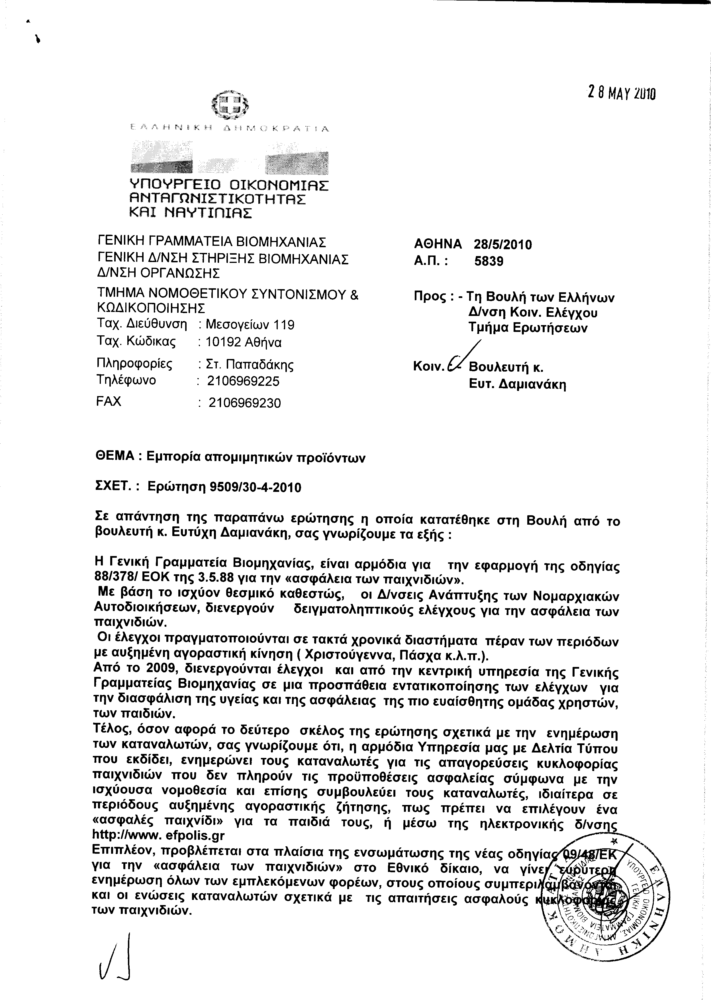 28 MAY 2010
ΕΛΛΗΝΙΚΗ ΔΗΜΟΚΡΑΤΙΑ
ΥΠΟΥΡΓΕΙΟ ΟΙΚΟΝΟΜΙΑΣ
ΑΝΤΑΓΩΝΙΣΤΙΚΟΤΗΤΑΣ
ΚΑΙ ΝΑΥΤΙΛΙΑΣ
ΓΕΝΙΚΗ ΓΡΑΜΜΑΤΕΙΑ ΒΙΟΜΗΧΑΝΙΑΣ
ΓΕΝΙΚΗ Δ/ΝΣΗ ΣΤΗΡΙΞΗΣ ΒΙΟΜΗΧΑΝΙΑΣ
Δ/ΝΣΗ ΟΡΓΑΝΩΣΗΣ
ΤΜΗΜΑ ΝΟΜΟΘΕΤΙΚΟΥ ΣΥΝΤΟΝΙΣΜΟΥ &
ΚΩΔΙΚΟΠΟΙΗΣΗΣ
Ταχ. Διεύθυνση : Μεσογείων 119
Ταχ. Κώδικας : 10192 Αθήνα
Πληροφορίες : Στ. Παπαδάκης
Τηλέφωνο : 2106969225
FAX : 2106969230
ΑΘΗΝΑ 28/5/2010
Α.Π. : 5839
Προς : - Τη Βουλή των Ελλήνων
Δ/νση Κοιν. Ελέγχου
Τμήμα Ερωτήσεων
Κοιν. : - Βουλευτή κ.
Ευτ. Δαμιανάκη
ΘΕΜΑ : Εμπορία απομιμητικών προϊόντων
ΣΧΕΤ. : Ερώτηση 9509/30-4-2010
Σε απάντηση της παραπάνω ερώτησης η οποία κατατέθηκε στη Βουλή από το
βουλευτή κ. Ευτύχη Δαμιανάκη, σας γνωρίζουμε τα εξής :
Η Γενική Γραμματεία Βιομηχανίας, είναι αρμόδια για την εφαρμογή της οδηγίας
88/378/ ΕΟΚ της 3.5.88 για την «ασφάλεια των παιχνιδιών».
Με βάση το ισχύον θεσμικό καθεστώς, οι Δ/νσεις Ανάπτυξης των Νομαρχιακών
Αυτοδιοικήσεων, διενεργούν δειγματοληπτικούς ελέγχους για την ασφάλεια των
παιχνιδιών.
Οι έλεγχοι πραγματοποιούνται σε τακτά χρονικά διαστήματα πέραν των περιόδων
με αυξημένη αγοραστική κίνηση ( Χριστούγεννα, Πάσχα κ.λ.π.).
Από το 2009, διενεργούνται έλεγχοι και από την κεντρική υπηρεσία της Γενικής
Γραμματείας Βιομηχανίας σε μια προσπάθεια εντατικοποίησης των ελέγχων για
την διασφάλιση της υγείας και της ασφάλειας της πιο ευαίσθητης ομάδας χρηστών,
των παιδιών.
Τέλος, όσον αφορά το δεύτερο σκέλος της ερώτησης σχετικά με την ενημέρωση
των καταναλωτών, σας γνωρίζουμε ότι, η αρμόδια Υπηρεσία μας με Δελτία Τύπου
που εκδίδει, ενημερώνει τους καταναλωτές για τις απαγορεύσεις κυκλοφορίας
παιχνιδιών που δεν πληρούν τις προϋποθέσεις ασφαλείας σύμφωνα με την
ισχύουσα νομοθεσία και επίσης συμβουλεύει τους καταναλωτές, ιδιαίτερα σε
περιόδους αυξημένης αγοραστικής ζήτησης, πως πρέπει να επιλέγουν ένα
«ασφαλές παιχνίδι» για τα παιδιά τους, ή μέσω της ηλεκτρονικής δ/νσης
http://www. efpolis.gr
Επιπλέον, προβλέπεται στα πλαίσια της ενσωμάτωσης της νέας οδηγίας 09/48/ΕΚ
για την «ασφάλεια των παιχνιδιών» στο Εθνικό δίκαιο, να γίνει ευρύτερη
ενημέρωση όλων των εμπλεκόμενων φορέων, στους οποίους συμπεριλαμβάνονται
και οι ενώσεις καταναλωτών σχετικά με τις απαιτήσεις ασφαλούς κυκλοφορίας
των παιχνιδιών.
ΕΛΛΗΝΙΚΗ ΔΗΜΟΚΡΑΤΙΑ
ΥΠΟΥΡΓΕΙΟ ΟΙΚΟΝΟΜΙΑΣ, ΑΝΤΑΓΩΝΙΣΤΙΚΟΤΗΤΑΣ & ΝΑΥΤΙΛΙΑΣ
ΓΕΝΙΚΗ ΓΡΑΜΜΑΤΕΙΑ ΒΙΟΜΗΧΑΝΙΑΣ